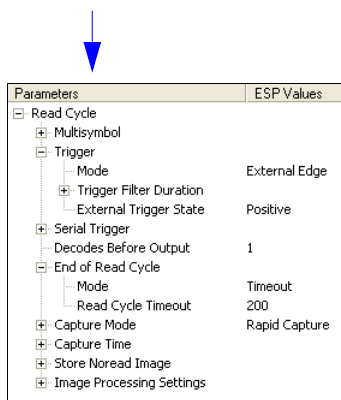 Parameters ESP Values
Read Cycle
Multisymbol
Trigger
Mode External Edge
Trigger Filter Duration
External Trigger State Positive
Serial Trigger
Decodes Before Output 1
End of Read Cycle
Mode Timeout
Read Cycle Timeout 200
Capture Mode Rapid Capture
Capture Time
Store Noread Image
Image Processing Settings